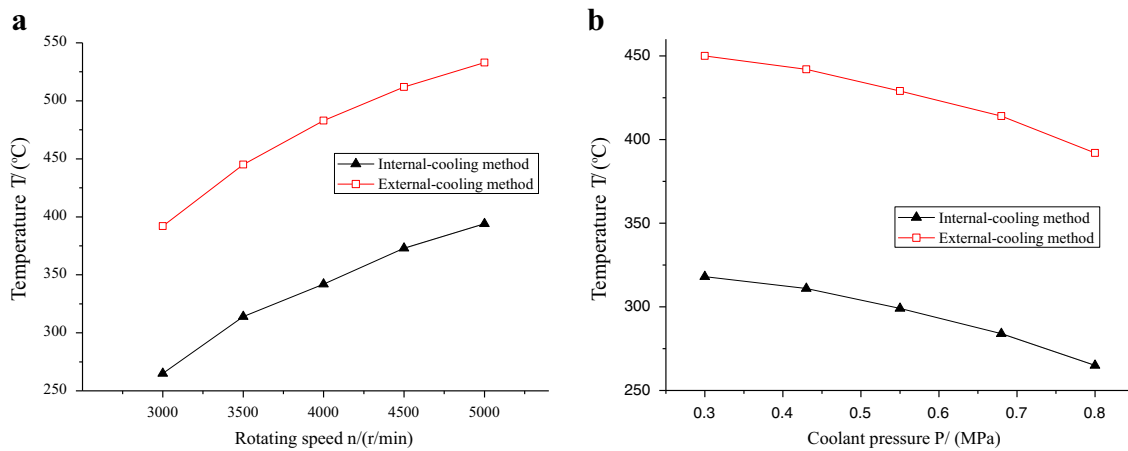 a
550
500
450
400
350
300
250
Temperature T/(°C)
Internal-cooling method
External-cooling method
3000 3500 4000 4500 5000
Rotating speed n/(r/min)
b
450
400
350
300
250
Temperature T/(°C)
Internal-cooling method
External-cooling method
0.3 0.4 0.5 0.6 0.7 0.8
Coolant pressure P/ (MPa)